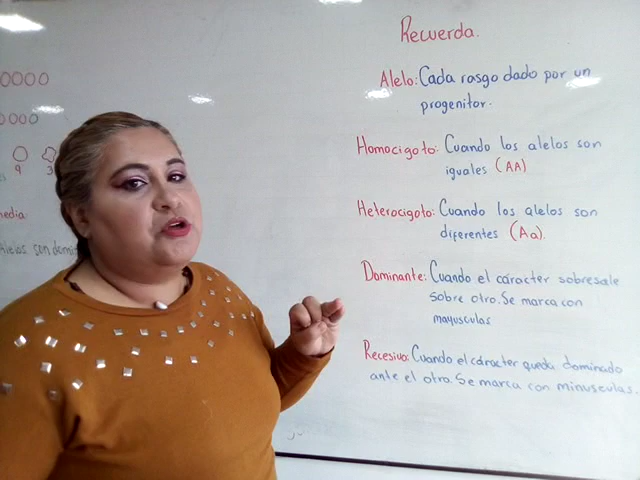 Recuerda.
Alelo: Cada rasgo dado por un
progenitor.
Homocigoto: Cuando los alelos son
iguales (AA)
Heterocigoto: Cuando los alelos son
diferentes (Aa).
Dominante: Cuando el cáracter sobresale
sobre otro. Se marca con
mayusculas
Recesivo: Cuando el cáracter queda dominado
ante el otro. Se marca con minusculas.
9
3
Alelos son